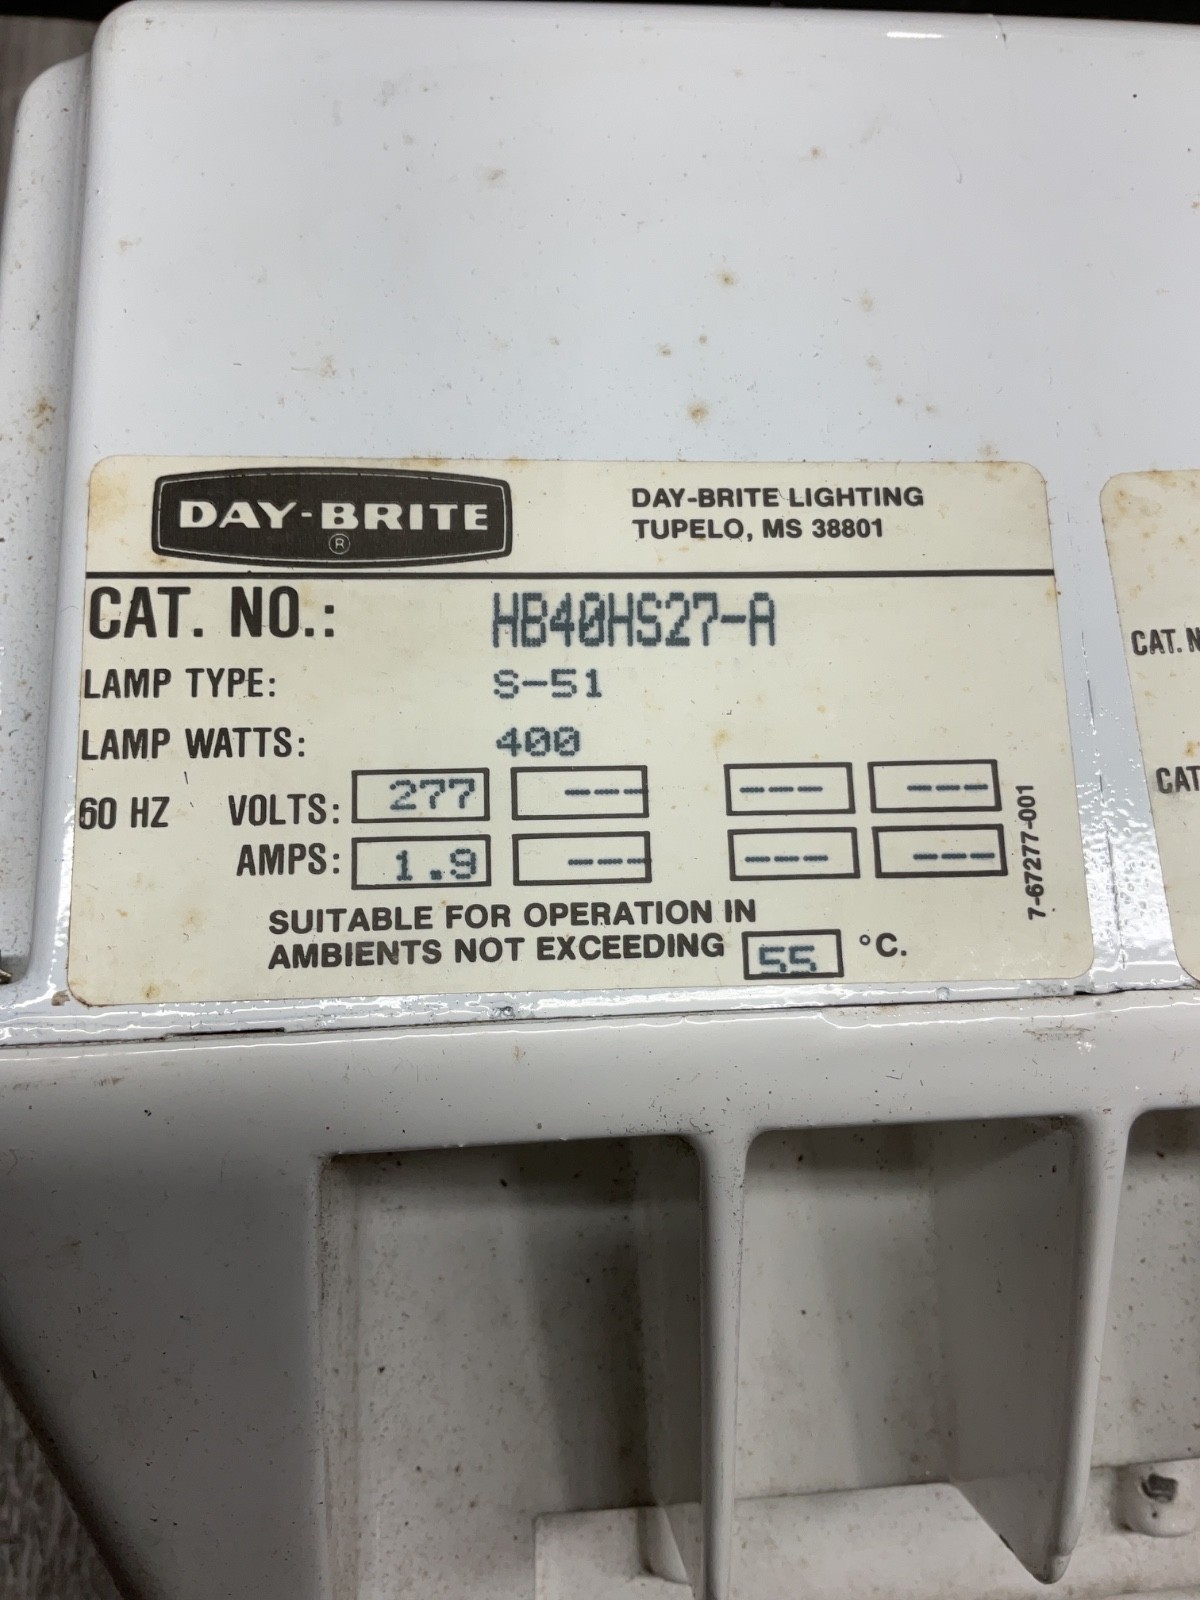 DAY-BRITE
®
DAY-BRITE LIGHTING
TUPELO, MS 38801
CAT. NO.: HB40HS27-A
LAMP TYPE: S-51
LAMP WATTS: 400
60 HZ VOLTS: 277 --- --- ---
AMPS: 1.9 --- --- ---
SUITABLE FOR OPERATION IN
AMBIENTS NOT EXCEEDING 55 °C.
7-67277-001
CAT. N
CAT